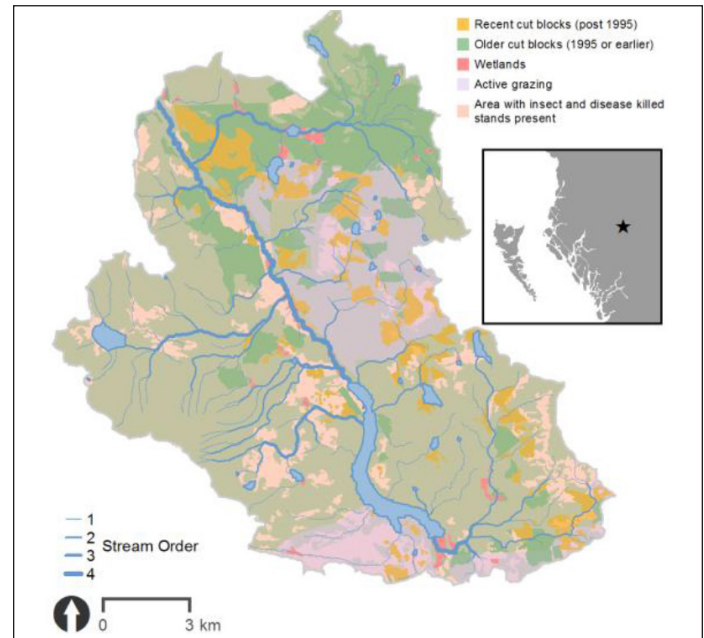 Recent cut blocks (post 1995)
Older cut blocks (1995 or earlier)
Wetlands
Active grazing
Area with insect and disease killed
stands present
1
2
Stream Order
3
4
0 3 km